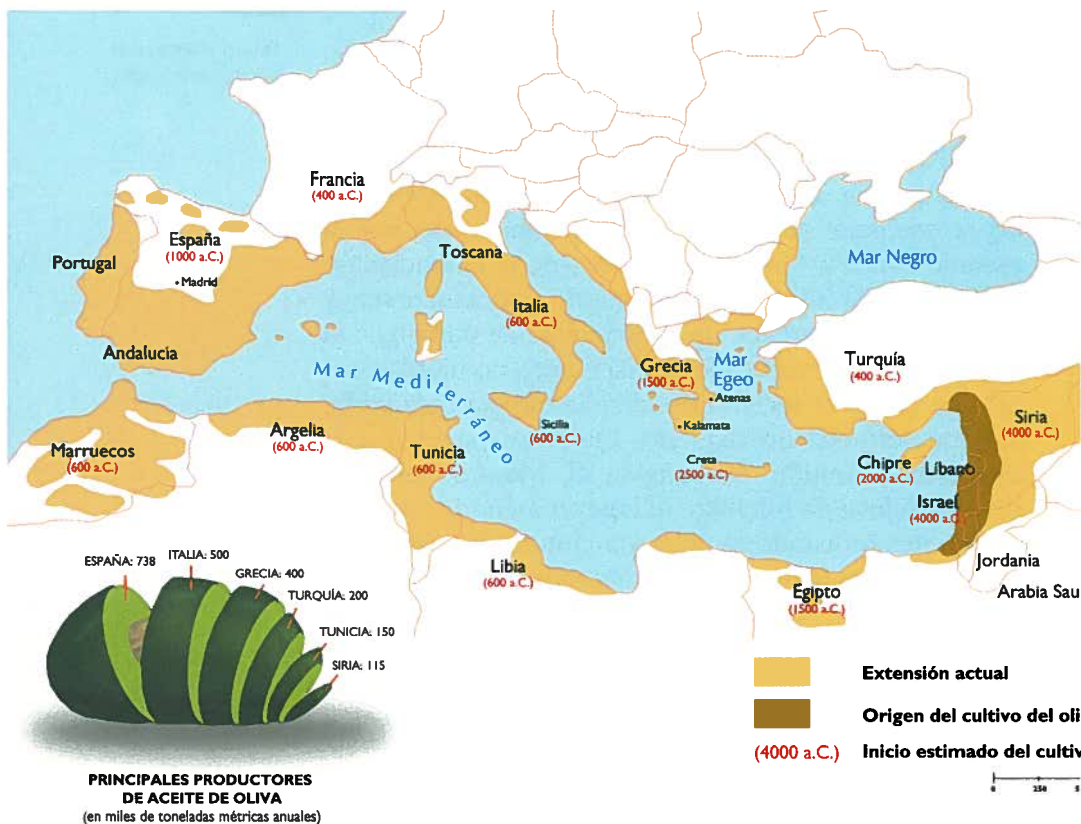 Francia
(400 a.C.)
España
(1000 a.C.)
Portugal
Madrid
Andalucía
Toscana
Italia
(600 a.C.)
Mar Negro
Mar Mediterráneo
Grecia
(1500 a.C.)
Mar
Egeo
Atenas
Kalamata
Turquía
(400 a.C.)
Siria
(4000 a.C.)
Marruecos
(600 a.C.)
Argelia
(600 a.C.)
Tunicia
(600 a.C.)
Sicilia
(600 a.C.)
Creta
(2500 a.C)
Chipre
(2000 a.C.)
Líbano
Israel
(4000 a.C.)
Jordania
Arabia Sau
Libia
(600 a.C.)
Egipto
(1500 a.C.)
ESPAÑA: 738
ITALIA: 500
GRECIA: 400
TURQUÍA: 200
TUNICIA: 150
SIRIA: 115
PRINCIPALES PRODUCTORES
DE ACEITE DE OLIVA
(en miles de toneladas métricas anuales)
Extensión actual
Origen del cultivo del oli
(4000 a.C.) Inicio estimado del cultiv
0 250 5